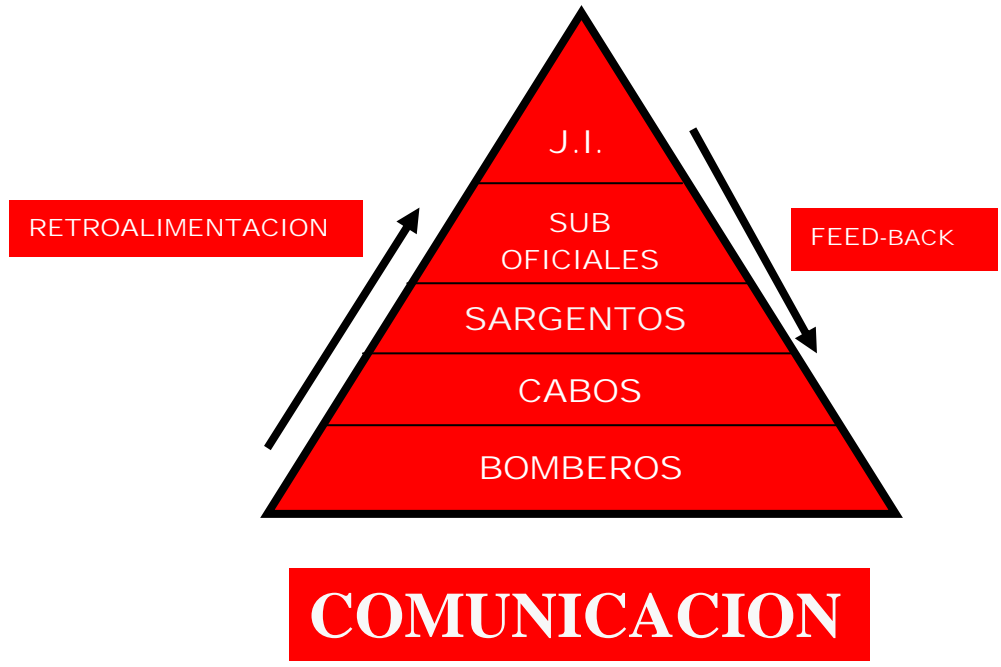 J.I.
RETROALIMENTACION
SUB
OFICIALES
FEED-BACK
SARGENTOS
CABOS
BOMBEROS
COMUNICACION